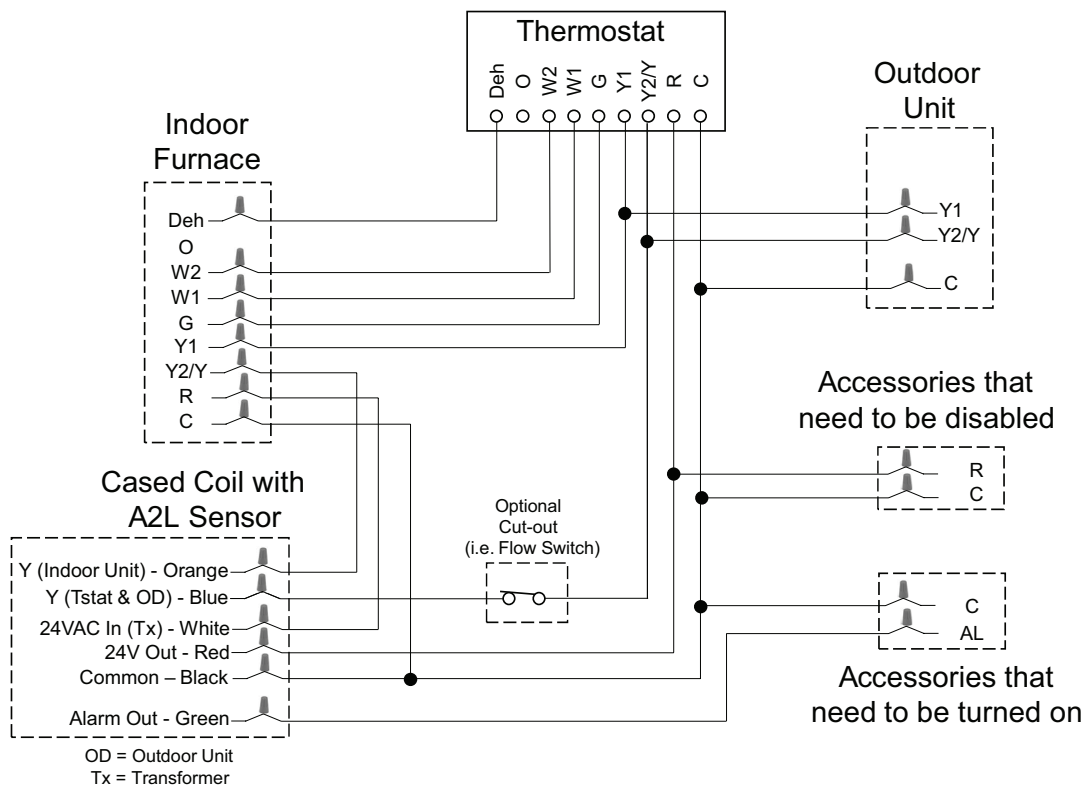 Thermostat
Deh
O
W2
W1
G
Y1
Y2/Y
R
C
Outdoor
Unit
Y1
Y2/Y
C
Indoor
Furnace
Deh
O
W2
W1
G
Y1
Y2/Y
R
C
Accessories that
need to be disabled
R
C
Cased Coil with
A2L Sensor
Optional
Cut-out
(i.e. Flow Switch)
Y (Indoor Unit) - Orange
Y (Tstat & OD) - Blue
24VAC In (Tx) - White
24V Out - Red
Common – Black
Alarm Out - Green
C
AL
Accessories that
need to be turned on
OD = Outdoor Unit
Tx = Transformer